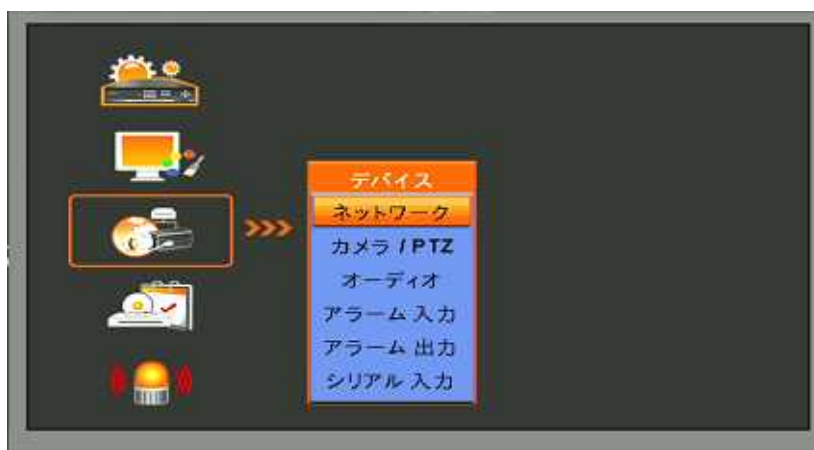 デバイス
ネットワーク
カメラ / PTZ
オーディオ
アラーム 入力
アラーム 出力
シリアル 入力